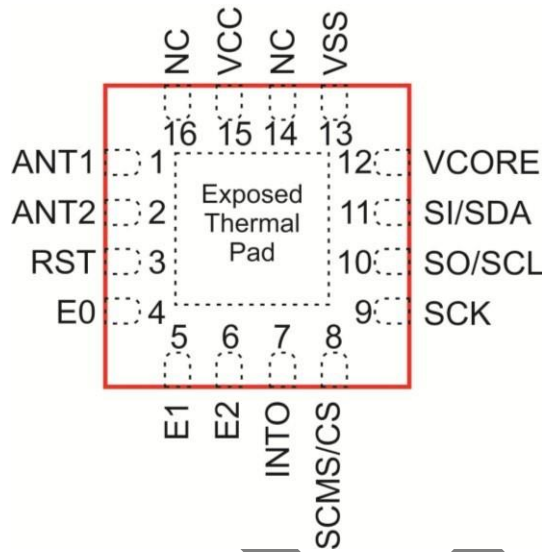 NC VCC NC VSS
16 15 14 13
ANT1 1 12 VCORE
ANT2 2 11 SI/SDA
RST 3 10 SO/SCL
E0 4 9 SCK
Exposed
Thermal
Pad
5 6 7 8
E1 E2 INTO SCMS/CS